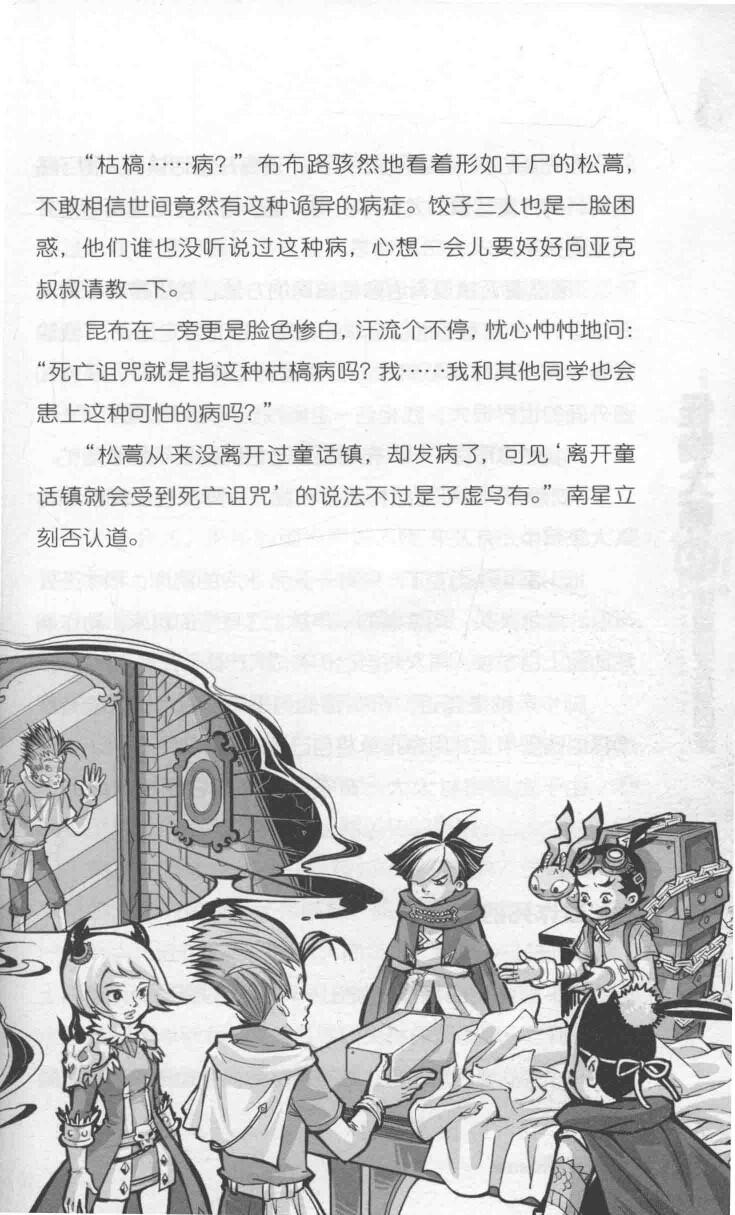 “枯槁……病？”布布路骇然地看着形如干尸的松蒿，
不敢相信世间竟然有这种诡异的病症。饺子三人也是一脸困
惑，他们谁也没听说过这种病，心想一会儿要好好向亚克
叔叔请教一下。
昆布在一旁更是脸色惨白，汗流个不停，忧心忡忡地问：
“死亡诅咒就是指这种枯槁病吗？我……我和其他同学也会
患上这种可怕的病吗？”
“松蒿从来没离开过童话镇，却发病了，可见‘离开童
话镇就会受到死亡诅咒’的说法不过是子虚乌有。”南星立
刻否认道。